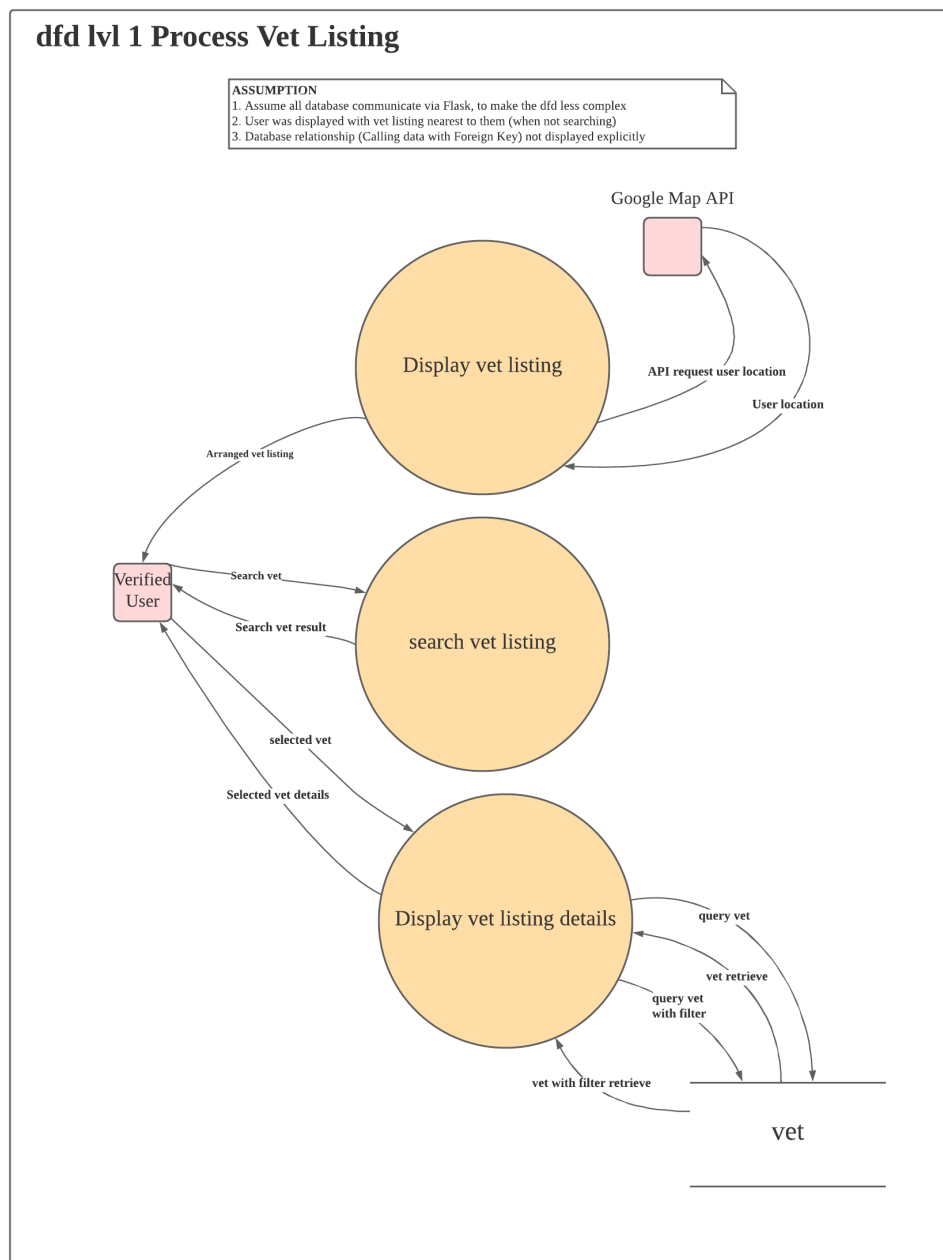 dfd lvl 1 Process Vet Listing
ASSUMPTION
1. Assume all database communicate via Flask, to make the dfd less complex
2. User was displayed with vet listing nearest to them (when not searching)
3. Database relationship (Calling data with Foreign Key) not displayed explicitly
Google Map API
Display vet listing
API request user location
User location
Arranged vet listing
Verified
User
Search vet
Search vet result
search vet listing
selected vet
Selected vet details
Display vet listing details
query vet
vet retrieve
query vet
with filter
vet with filter retrieve
vet